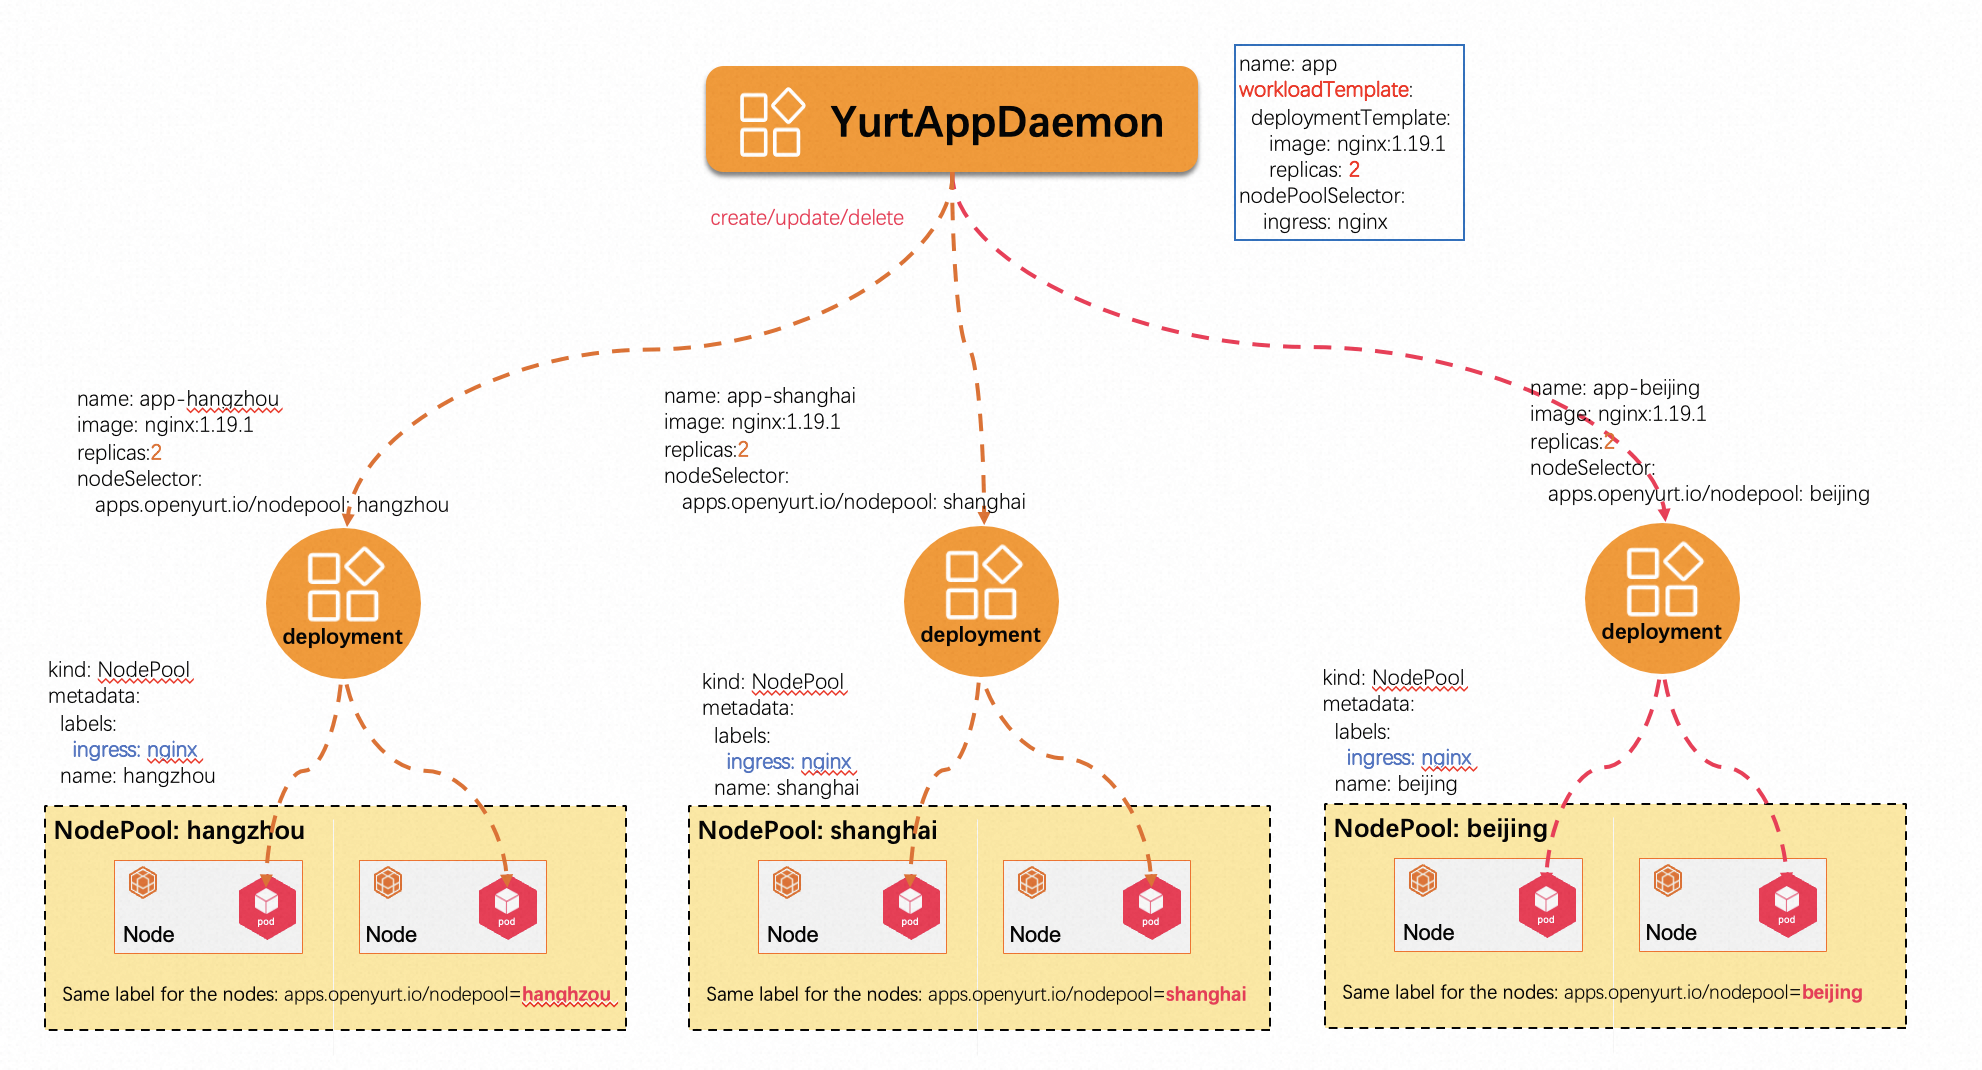 YurtAppDaemon
name: app
workloadTemplate:
deploymentTemplate:
image: nginx:1.19.1
replicas: 2
nodePoolSelector:
ingress: nginx
create/update/delete
name: app-hangzhou
image: nginx:1.19.1
replicas:2
nodeSelector:
apps.openyurt.io/nodepool: hangzhou
name: app-shanghai
image: nginx:1.19.1
replicas:2
nodeSelector:
apps.openyurt.io/nodepool: shanghai
name: app-beijing
image: nginx:1.19.1
replicas:2
nodeSelector:
apps.openyurt.io/nodepool: beijing
deployment
deployment
deployment
kind: NodePool
metadata:
labels:
ingress: nginx
name: hangzhou
kind: NodePool
metadata:
labels:
ingress: nginx
name: shanghai
kind: NodePool
metadata:
labels:
ingress: nginx
name: beijing
NodePool: hangzhou
Node
pod
Node
pod
Same label for the nodes: apps.openyurt.io/nodepool=hanghzou
NodePool: shanghai
Node
pod
Node
pod
Same label for the nodes: apps.openyurt.io/nodepool=shanghai
NodePool: beijing
Node
pod
Node
pod
Same label for the nodes: apps.openyurt.io/nodepool=beijing